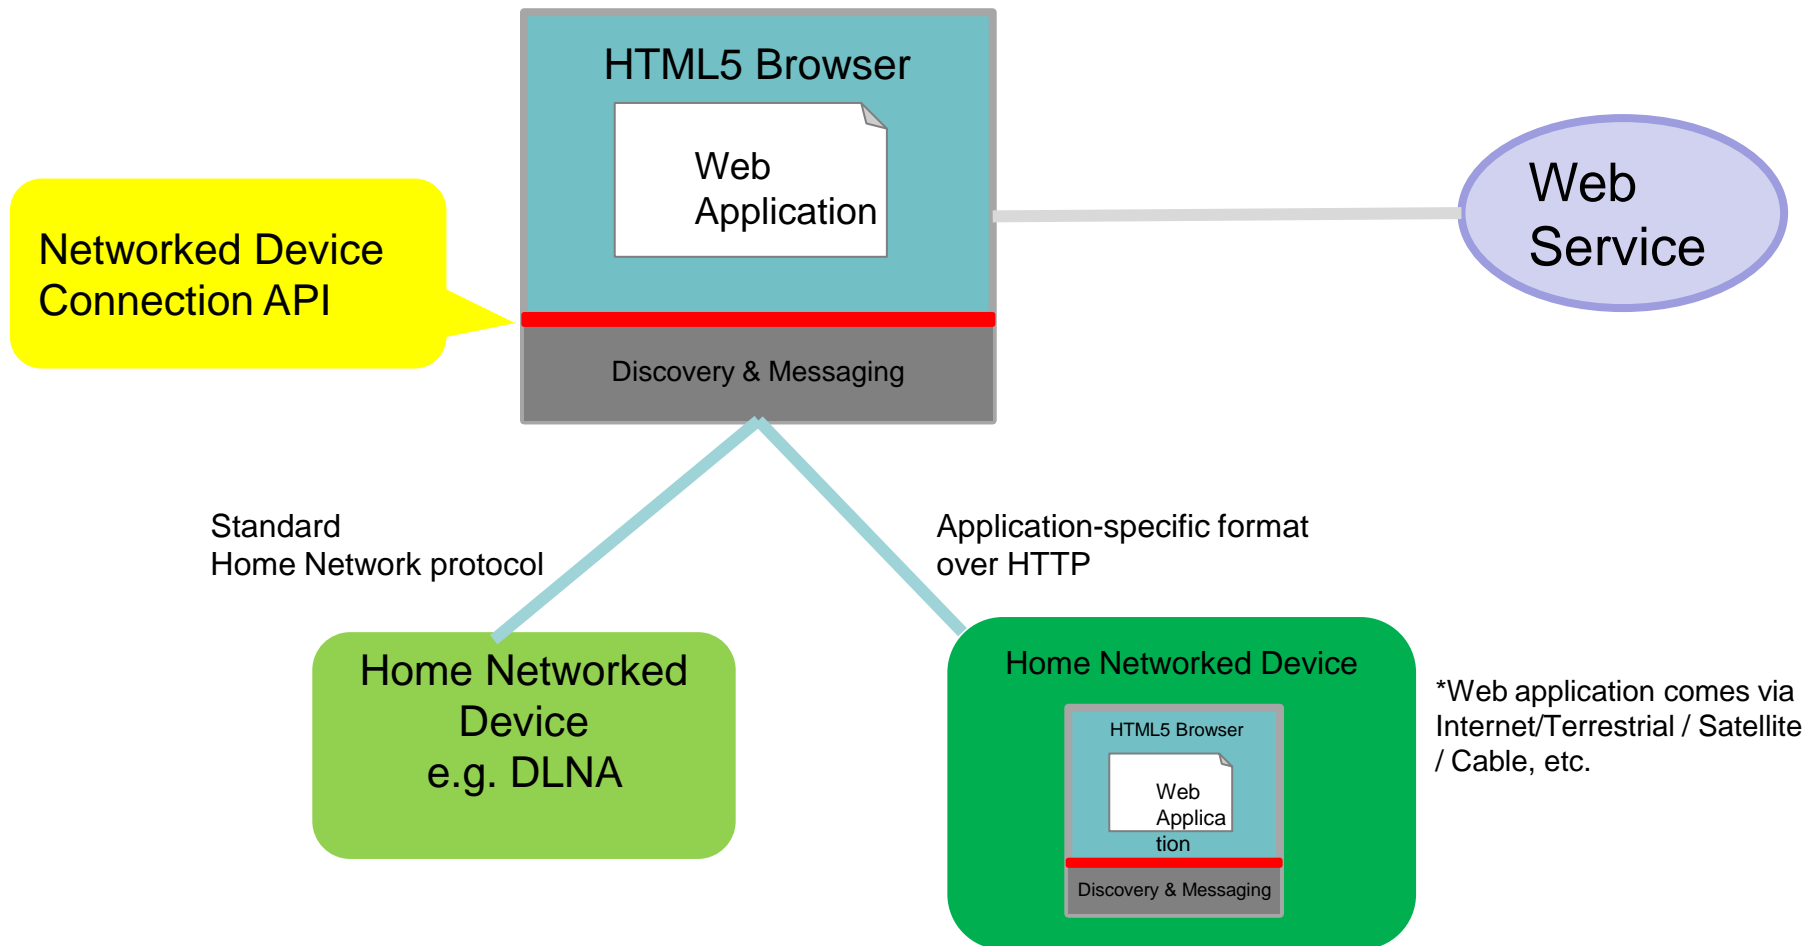 HTML5 Browser
Web
Application
Web
Service
Networked Device
Connection API
Discovery & Messaging
Standard
Home Network protocol
Application-specific format
over HTTP
Home Networked
Device
e.g. DLNA
Home Networked Device
HTML5 Browser
Web
Applica
tion
Discovery & Messaging
*Web application comes via
Internet/Terrestrial / Satellite
/ Cable, etc.